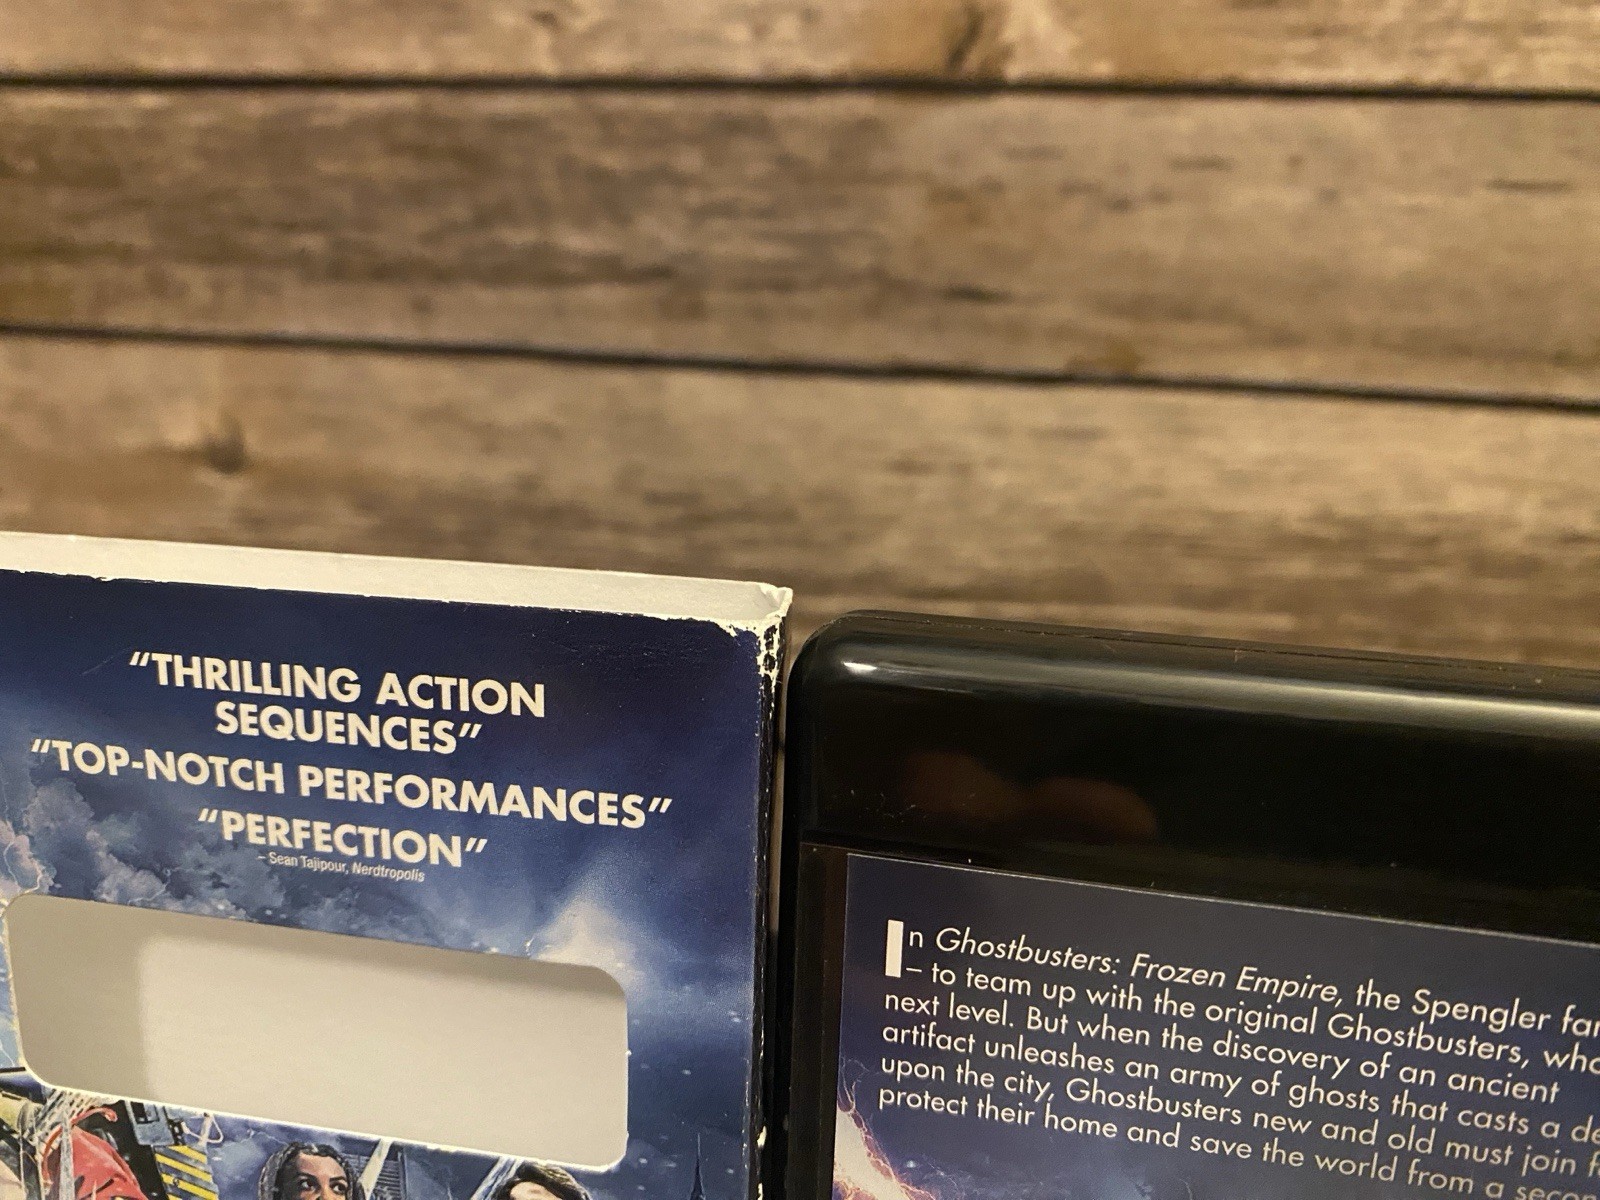 “THRILLING ACTION
SEQUENCES”
“TOP-NOTCH PERFORMANCES”
“PERFECTION”
– Sean Tajipour, Nerdtropolis
In Ghostbusters: Frozen Empire, the Spengler
– to team up with the original Ghostbusters,
next level. But when the discovery of an ancient
artifact unleashes an army of ghosts that casts a
upon the city, Ghostbusters new and old must join
protect their home and save the world from a